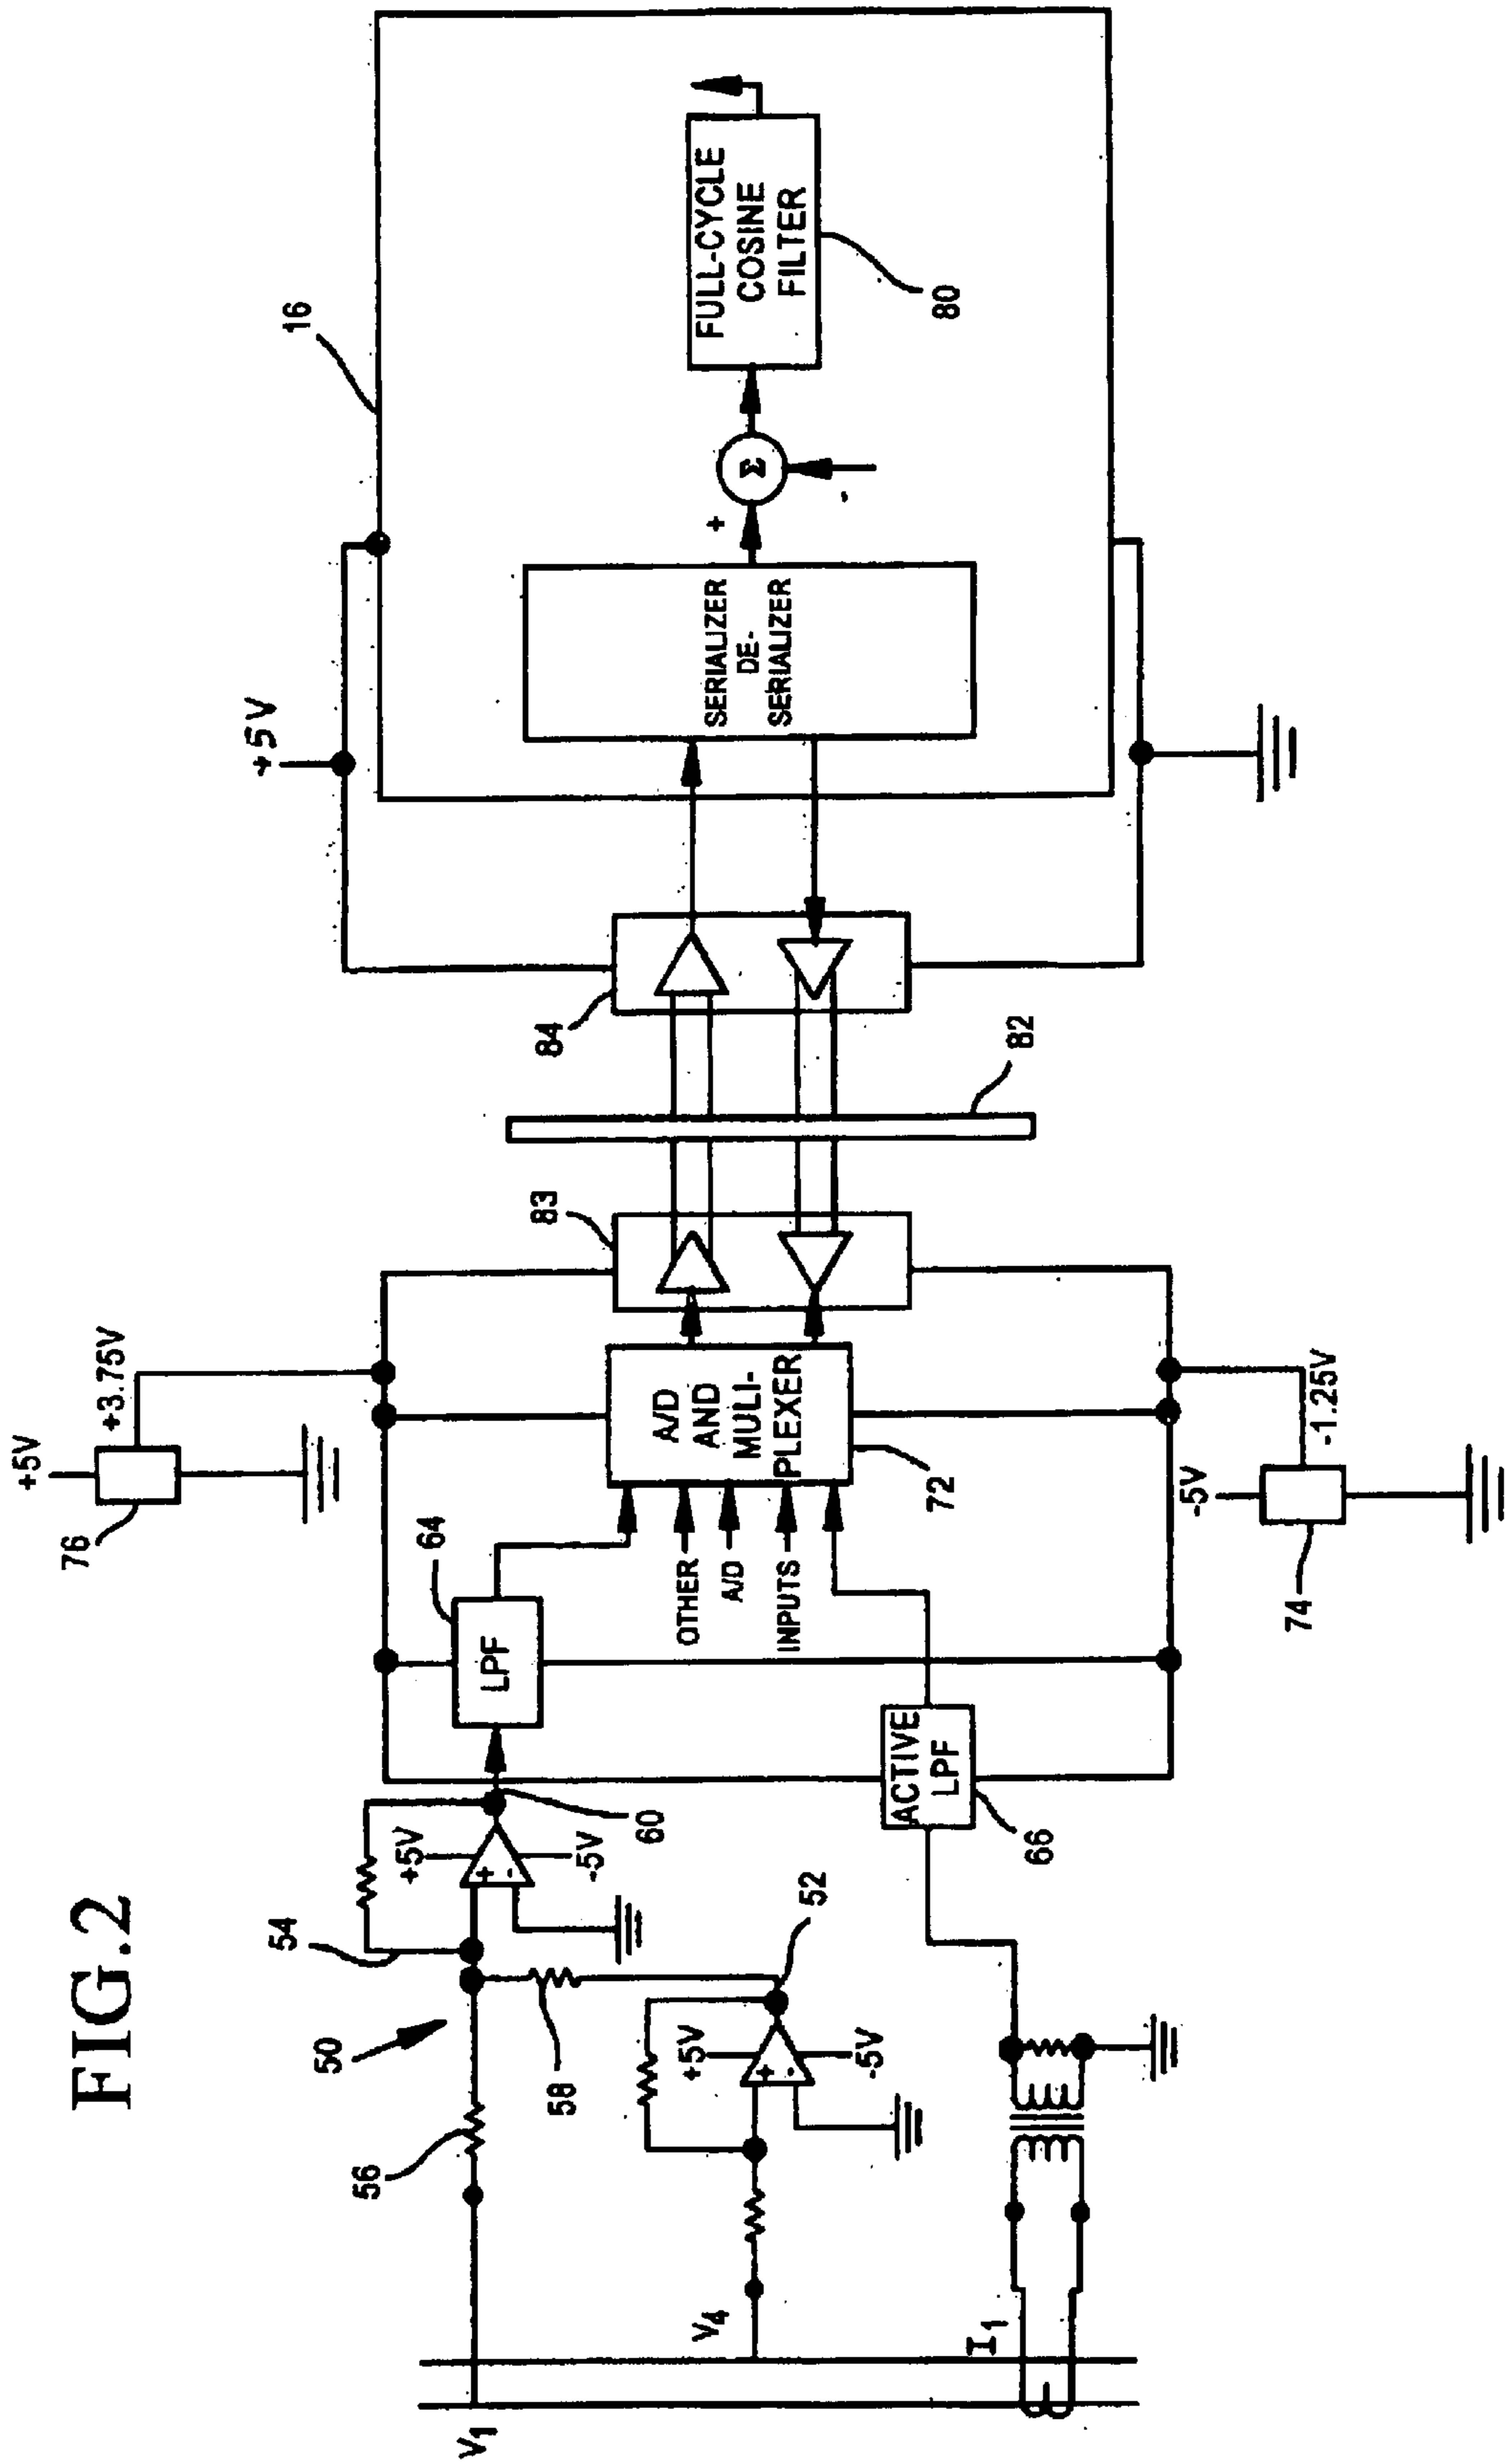 FIG.2
+5V
76
+3.75V
+5V
16
54
+5V
64
83
84
50
60
-5V
LPF
56
58
OTHER
A/D
INPUTS
A/D
AND
MULI-
PLEXER
SERIALIZER
DE-
SERIALIZER
+
Σ
-
FULL-CYCLE
COSINE
FILTER
80
+
-
52
+5V
-5V
+
-
72
82
ACTIVE
LPF
66
V1
V4
I1
-5V
74
-1.25V